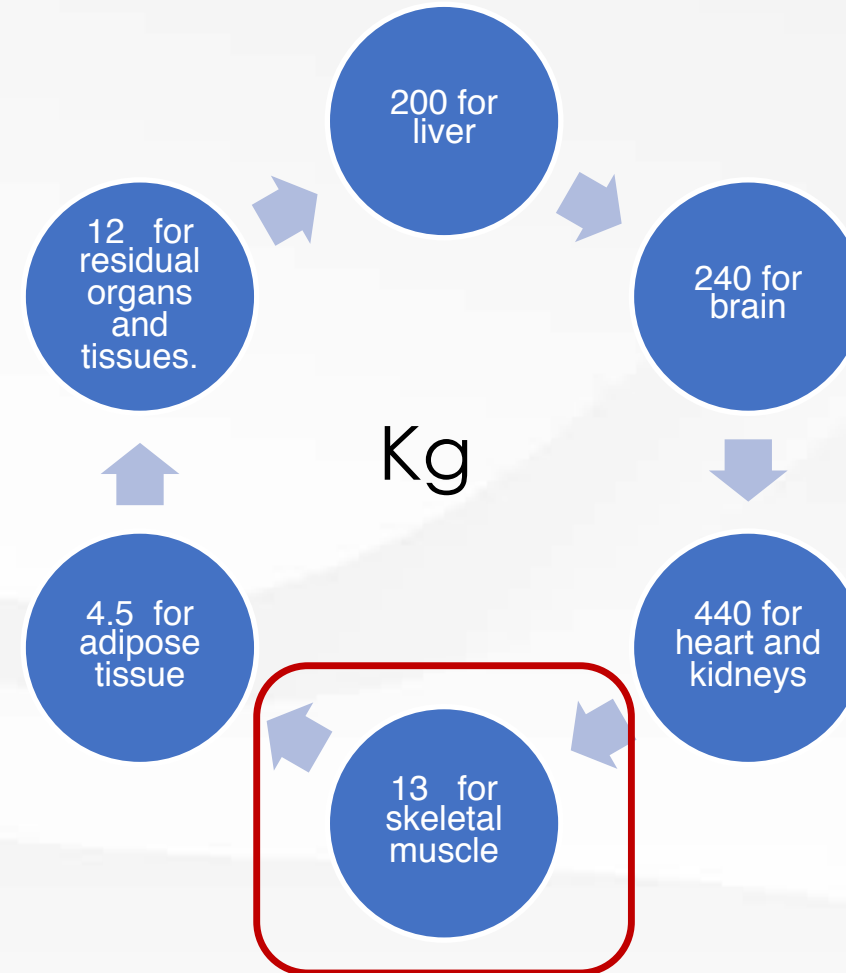 200 for
liver
240 for
brain
440 for
heart and
kidneys
13 for
skeletal
muscle
4.5 for
adipose
tissue
12 for
residual
organs
and
tissues.
Kg